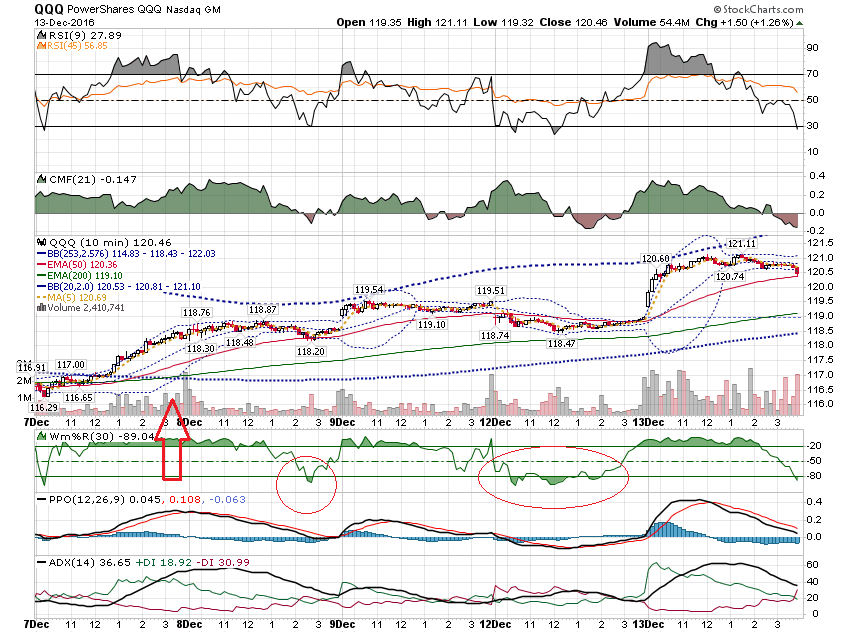 QQQ PowerShares QQQ Nasdaq GM
© StockCharts.com
13-Dec-2016
Open 119.35 High 121.11 Low 119.32 Close 120.46 Volume 54.4M Chg +1.50 (+1.26%)
RSI(9) 27.89
RSI(45) 56.85
90
70
50
30
10
CMF(21) -0.147
0.4
0.2
0.0
-0.2
QQQ (10 min) 120.46
BB(253,2.576) 114.83 - 118.43 - 122.03
EMA(50) 120.36
EMA(200) 119.10
BB(20,2.0) 120.53 - 120.81 - 121.10
MA(5) 120.69
Volume 2,410,741
121.5
121.0
120.5
120.0
119.5
119.0
118.5
118.0
117.5
117.0
116.5
116.0
121.11
120.60
120.74
119.54
119.51
118.76
118.87
119.10
118.74
118.30
118.48
118.20
118.47
116.91
117.00
116.65
116.29
2M
1M
7Dec 11 12 1 2 3 8Dec 11 12 1 2 3 9Dec 11 12 1 2 3 12Dec 11 12 1 2 3 13Dec 11 12 1 2 3
Wm%R(30) -89.04
-20
-50
-80
PPO(12,26,9) 0.045, 0.108, -0.063
0.4
0.2
0.0
ADX(14) 36.65 +DI 18.92 -DI 30.99
60
40
20
0
7Dec 11 12 1 2 3 8Dec 11 12 1 2 3 9Dec 11 12 1 2 3 12Dec 11 12 1 2 3 13Dec 11 12 1 2 3